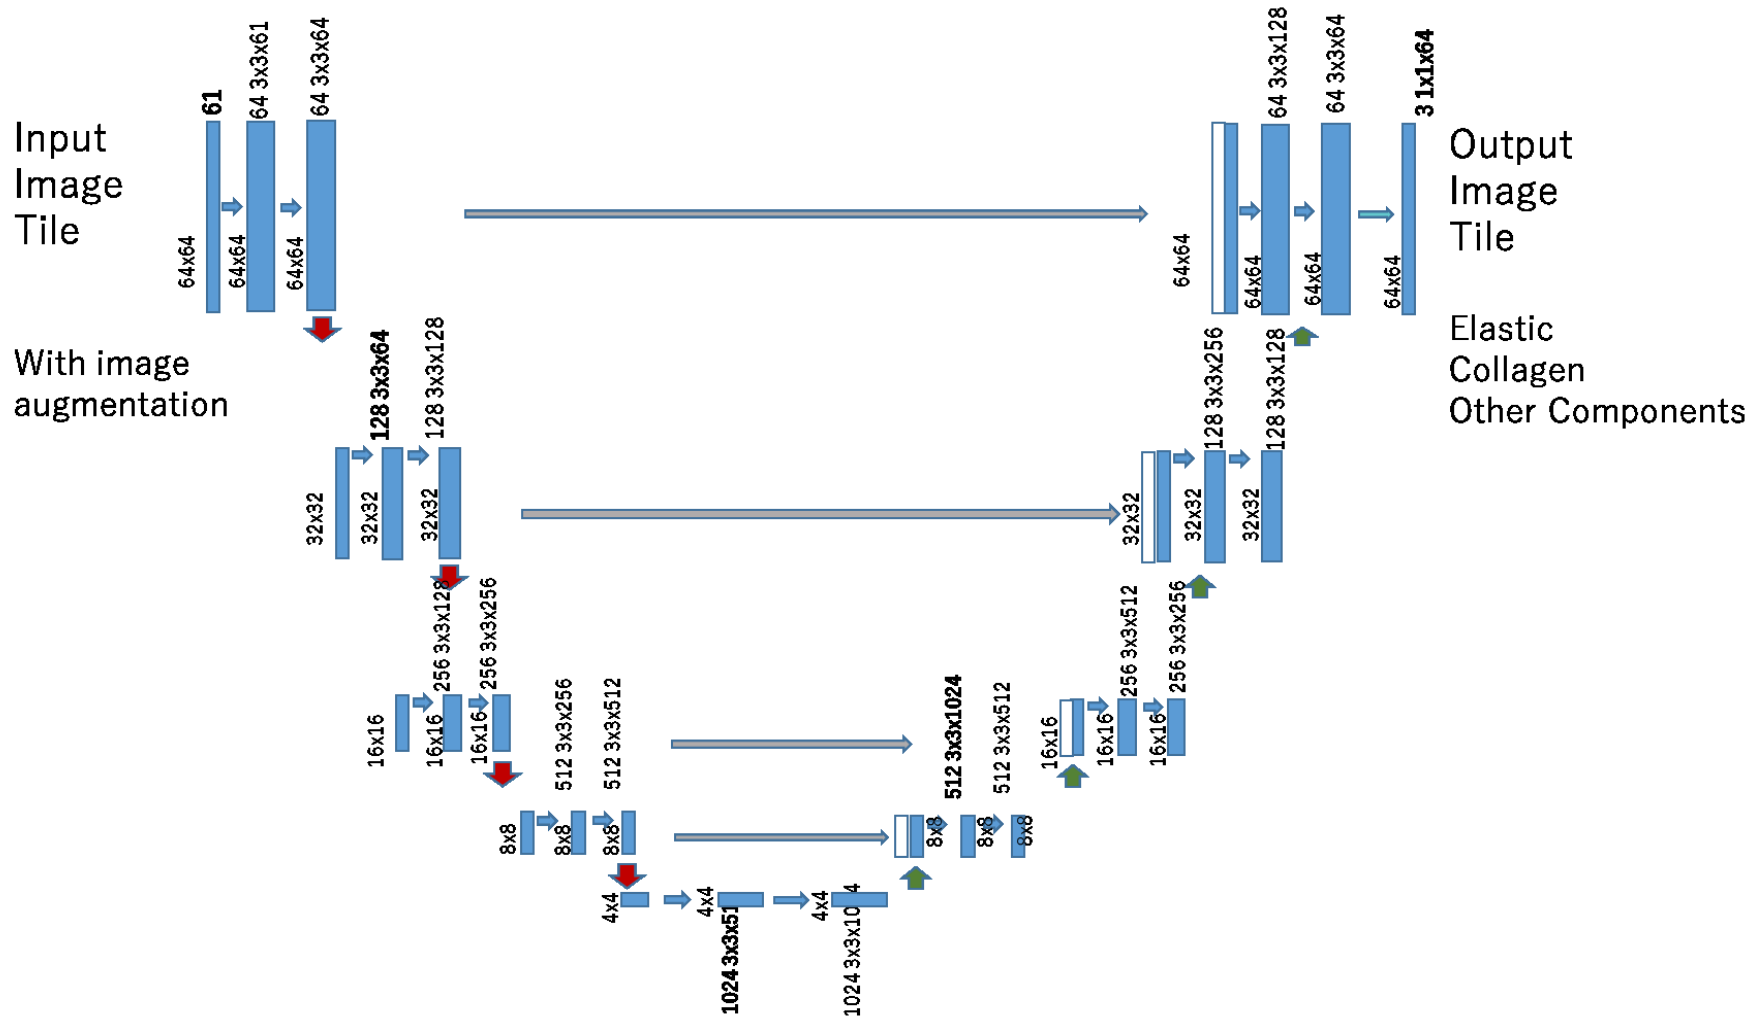 Input
Image
Tile
With image
augmentation
61
64 3x3x61
64 3x3x64
64x64
64x64
64x64
128 3x3x64
128 3x3x128
32x32
32x32
32x32
256 3x3x128
256 3x3x256
16x16
16x16
16x16
512 3x3x256
512 3x3x512
8x8
8x8
8x8
4x4
4x4
4x4
1024
1024
512 3x3x1024
512 3x3x512
8x8
8x8
8x8
256 3x3x512
256 3x3x256
16x16
16x16
16x16
128 3x3x256
128 3x3x128
32x32
32x32
32x32
64 3x3x128
64 3x3x64
3 1x1x64
64x64
64x64
64x64
64x64
Output
Image
Tile
Elastic
Collagen
Other Components